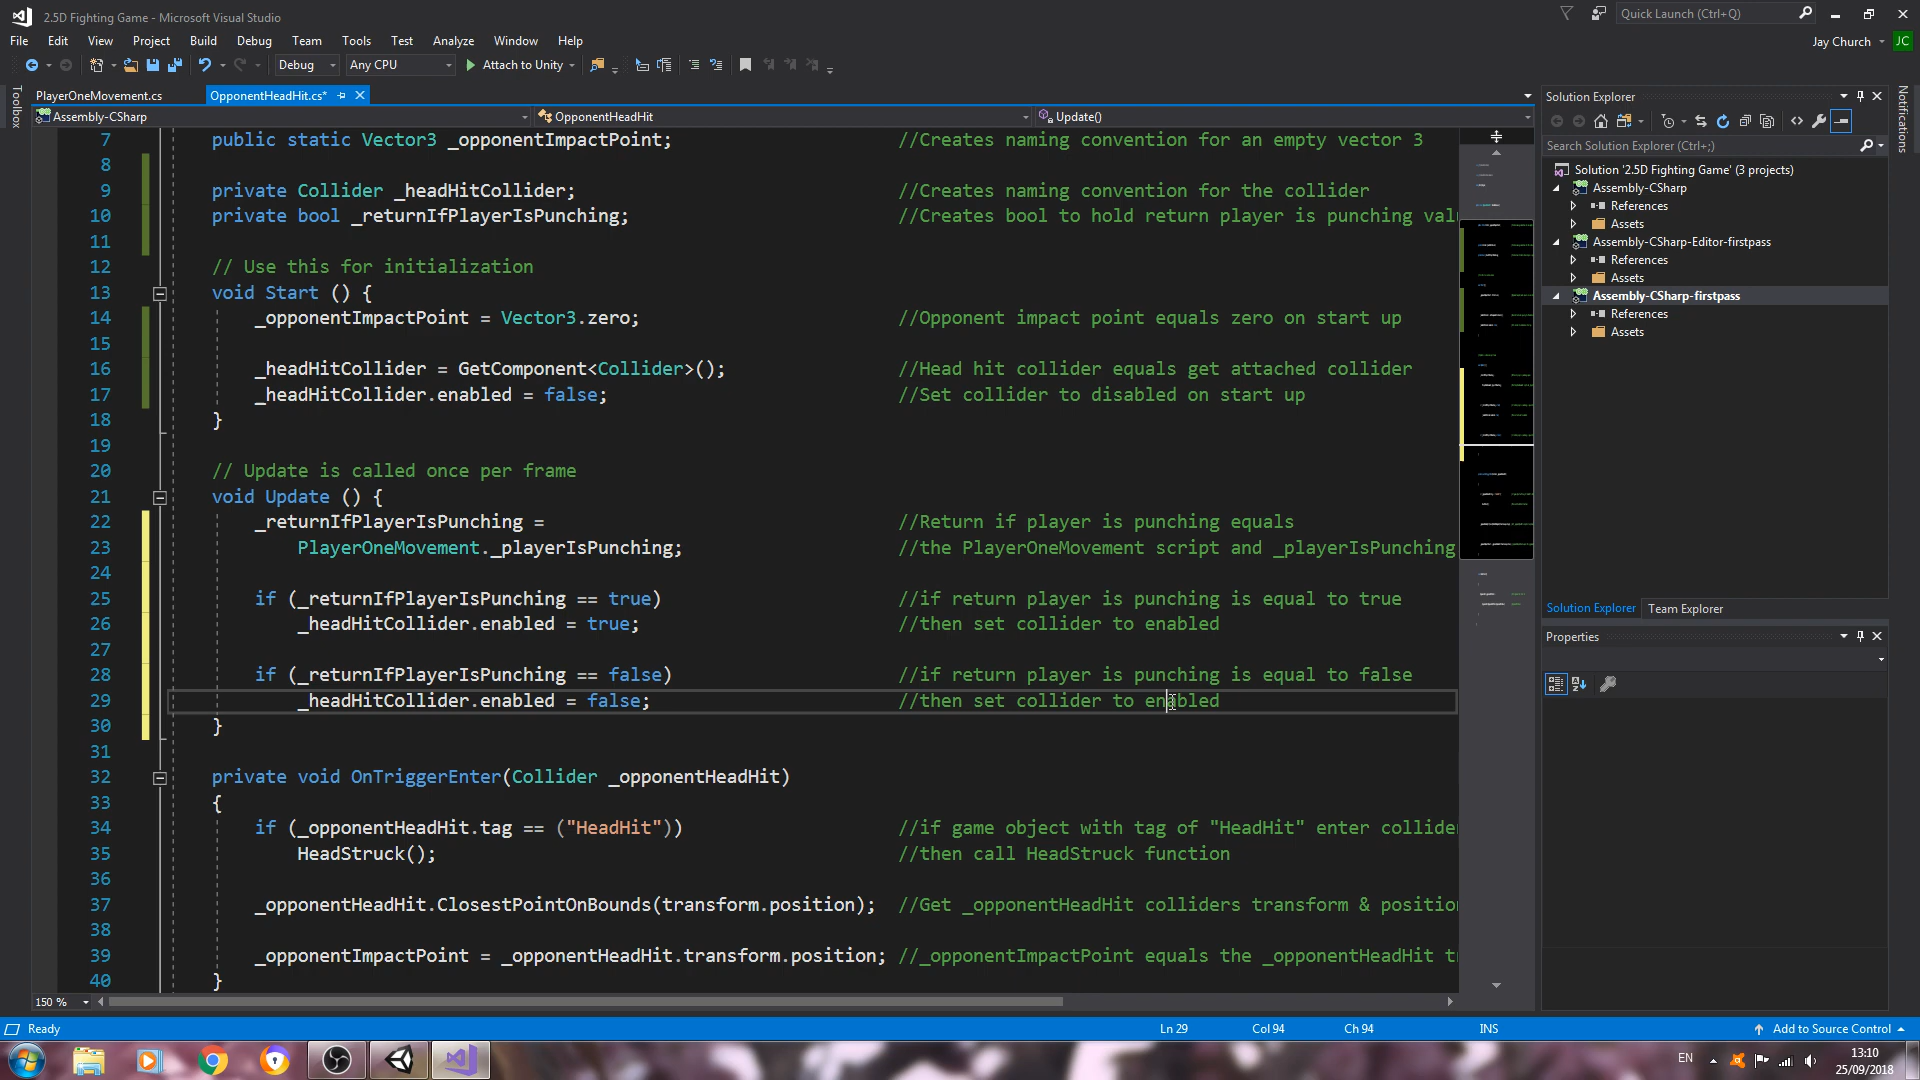 2.5D Fighting Game - Microsoft Visual Studio
Quick Launch (Ctrl+Q)
File Edit View Project Build Debug Team Tools Test Analyze Window Help
Jay Church JC
Debug Any CPU Attach to Unity
Toolbox
PlayerOneMovement.cs OpponentHeadHit.cs*
Assembly-CSharp OpponentHeadHit Update()
7 public static Vector3 _opponentImpactPoint; //Creates naming convention for an empty vector 3
8
9 private Collider _headHitCollider; //Creates naming convention for the collider
10 private bool _returnIfPlayerIsPunching; //Creates bool to hold return player is punching val
11
12 // Use this for initialization
13 void Start () {
14 _opponentImpactPoint = Vector3.zero; //Opponent impact point equals zero on start up
15
16 _headHitCollider = GetComponent<Collider>(); //Head hit collider equals get attached collider
17 _headHitCollider.enabled = false; //Set collider to disabled on start up
18 }
19
20 // Update is called once per frame
21 void Update () {
22 _returnIfPlayerIsPunching = //Return if player is punching equals
23 PlayerOneMovement._playerIsPunching; //the PlayerOneMovement script and _playerIsPunching
24
25 if (_returnIfPlayerIsPunching == true) //if return player is punching is equal to true
26 _headHitCollider.enabled = true; //then set collider to enabled
27
28 if (_returnIfPlayerIsPunching == false) //if return player is punching is equal to false
29 _headHitCollider.enabled = false; //then set collider to enabled
30 }
31
32 private void OnTriggerEnter(Collider _opponentHeadHit)
33 {
34 if (_opponentHeadHit.tag == ("HeadHit")) //if game object with tag of "HeadHit" enter collide
35 HeadStruck(); //then call HeadStruck function
36
37 _opponentHeadHit.ClosestPointOnBounds(transform.position); //Get _opponentHeadHit colliders transform & positio
38
39 _opponentImpactPoint = _opponentHeadHit.transform.position; //_opponentImpactPoint equals the _opponentHeadHit t
40 }
150 %
Solution Explorer
Search Solution Explorer (Ctrl+;)
Solution '2.5D Fighting Game' (3 projects)
Assembly-CSharp
References
Assets
Assembly-CSharp-Editor-firstpass
References
Assets
Assembly-CSharp-firstpass
References
Assets
Solution Explorer Team Explorer
Properties
Notifications
Ready Ln 29 Col 94 Ch 94 INS Add to Source Control
EN 13:10
25/09/2018